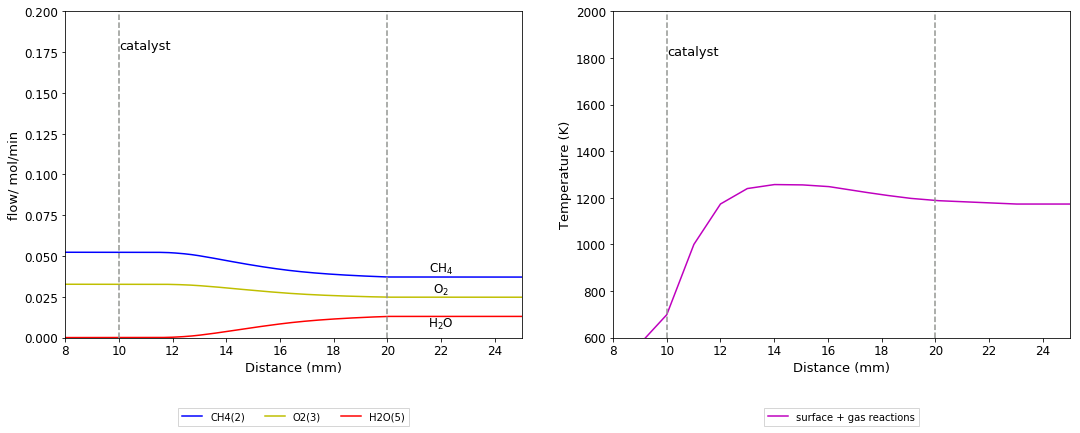 0.200
0.175
0.150
0.125
0.100
0.075
0.050
0.025
0.000
flow/ mol/min
catalyst
CH₄
O₂
H₂O
8 10 12 14 16 18 20 22 24
Distance (mm)
CH4(2) O2(3) H2O(5)
2000
1800
1600
1400
1200
1000
800
600
Temperature (K)
catalyst
8 10 12 14 16 18 20 22 24
Distance (mm)
surface + gas reactions